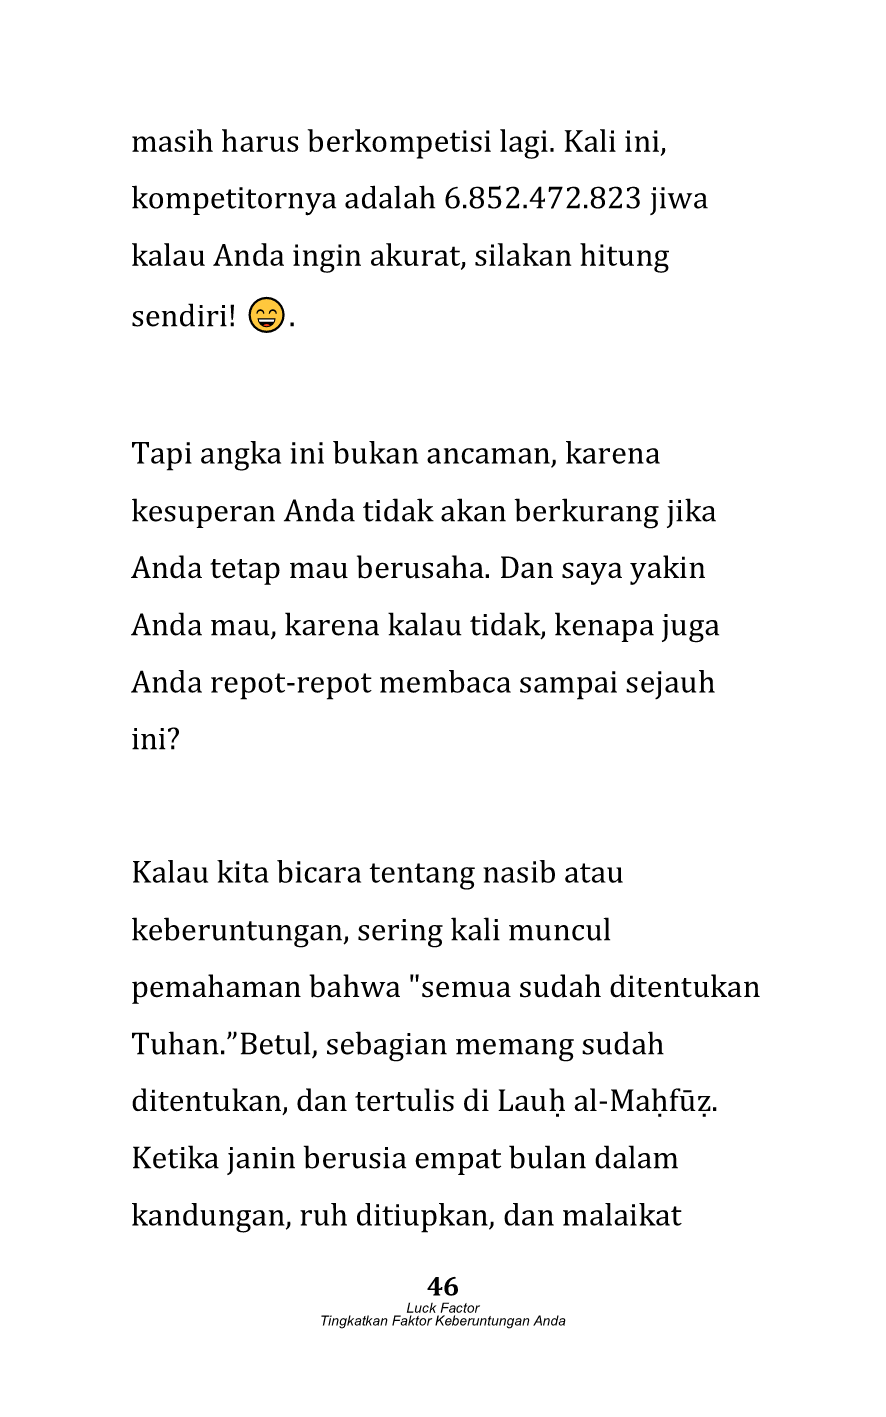 masih harus berkompetisi lagi. Kali ini,
kompetitornya adalah 6.852.472.823 jiwa
kalau Anda ingin akurat, silakan hitung
sendiri! 😄.
Tapi angka ini bukan ancaman, karena
kesuperan Anda tidak akan berkurang jika
Anda tetap mau berusaha. Dan saya yakin
Anda mau, karena kalau tidak, kenapa juga
Anda repot-repot membaca sampai sejauh
ini?
Kalau kita bicara tentang nasib atau
keberuntungan, sering kali muncul
pemahaman bahwa "semua sudah ditentukan
Tuhan.”Betul, sebagian memang sudah
ditentukan, dan tertulis di Lauḥ al-Maḥfūẓ.
Ketika janin berusia empat bulan dalam
kandungan, ruh ditiupkan, dan malaikat
46
Luck Factor
Tingkatkan Faktor Keberuntungan Anda